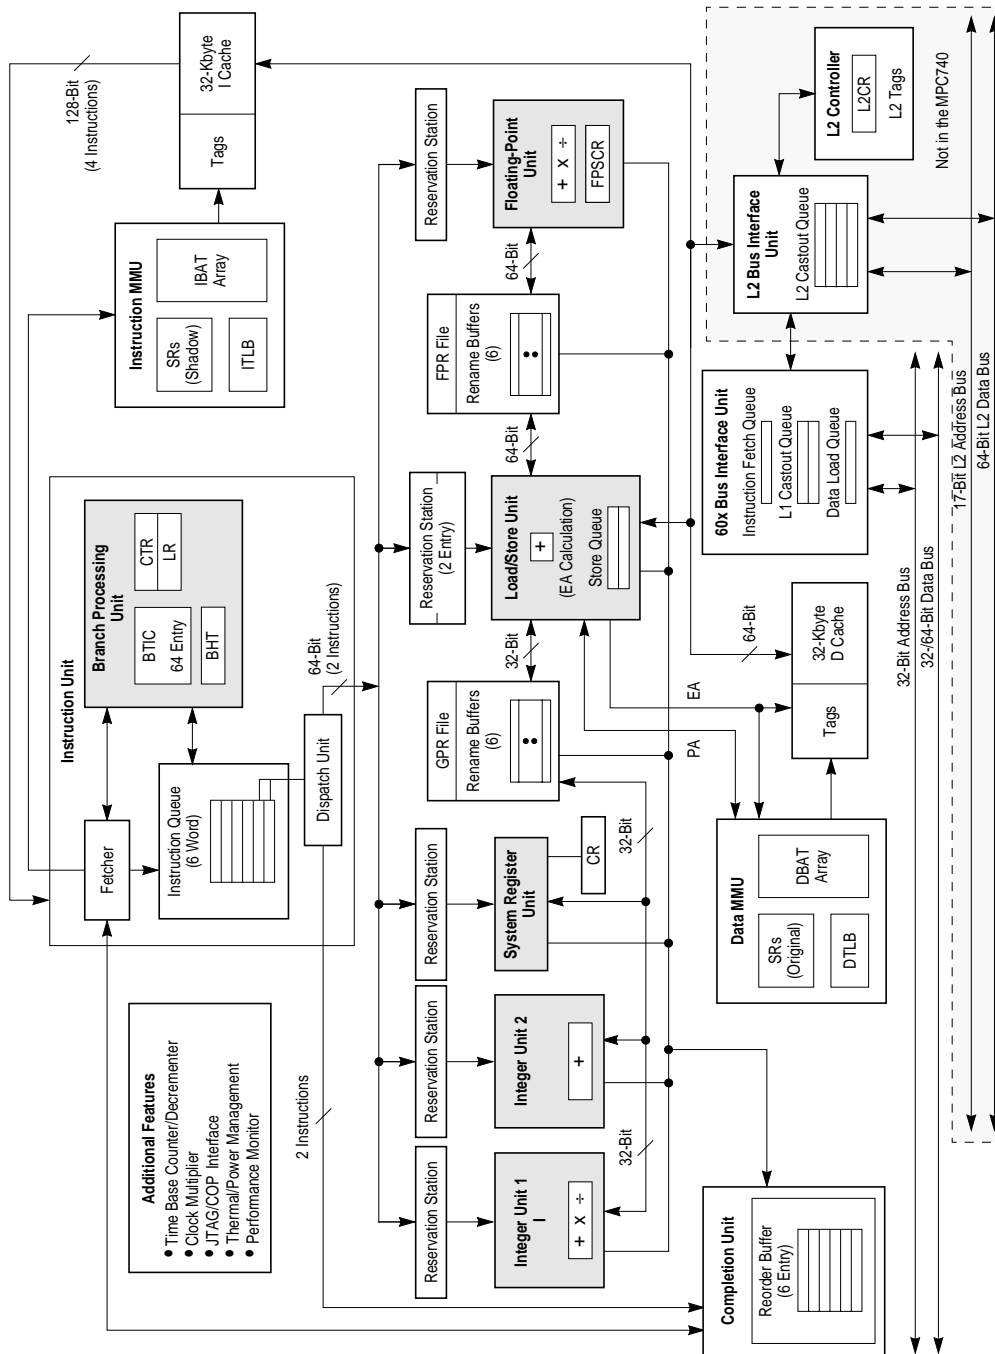 Additional Features
• Time Base Counter/Decrementer
• Clock Multiplier
• JTAG/COP Interface
• Thermal/Power Management
• Performance Monitor
Instruction Unit
Fetcher
Branch Processing
Unit
BTIC
64 Entry
CTR
LR
BHT
Instruction Queue
(6 Word)
Dispatch Unit
2 Instructions
64-Bit
(2 Instructions)
128-Bit
(4 Instructions)
Instruction MMU
SRs
(Shadow)
IBAT
Array
ITLB
Tags
32-Kbyte
I Cache
Reservation Station
Reservation Station
Reservation Station
Reservation Station
(2 Entry)
Reservation Station
Integer Unit 1
I
+ x ÷
Integer Unit 2
+
System Register
Unit
CR
32-Bit
32-Bit
GPR File
Rename Buffers
(6)
32-Bit
Load/Store Unit
+
(EA Calculation)
Store Queue
64-Bit
FPR File
Rename Buffers
(6)
64-Bit
Floating-Point
Unit
+ x ÷
FPSCR
PA
EA
64-Bit
Completion Unit
Reorder Buffer
(6 Entry)
Data MMU
SRs
(Original)
DBAT
Array
DTLB
Tags
32-Kbyte
D Cache
60x Bus Interface Unit
Instruction Fetch Queue
L1 Castout Queue
Data Load Queue
L2 Bus Interface
Unit
L2 Castout Queue
L2 Controller
L2CR
L2 Tags
Not in the MPC740
32-Bit Address Bus
32-/64-Bit Data Bus
17-Bit L2 Address Bus
64-Bit L2 Data Bus